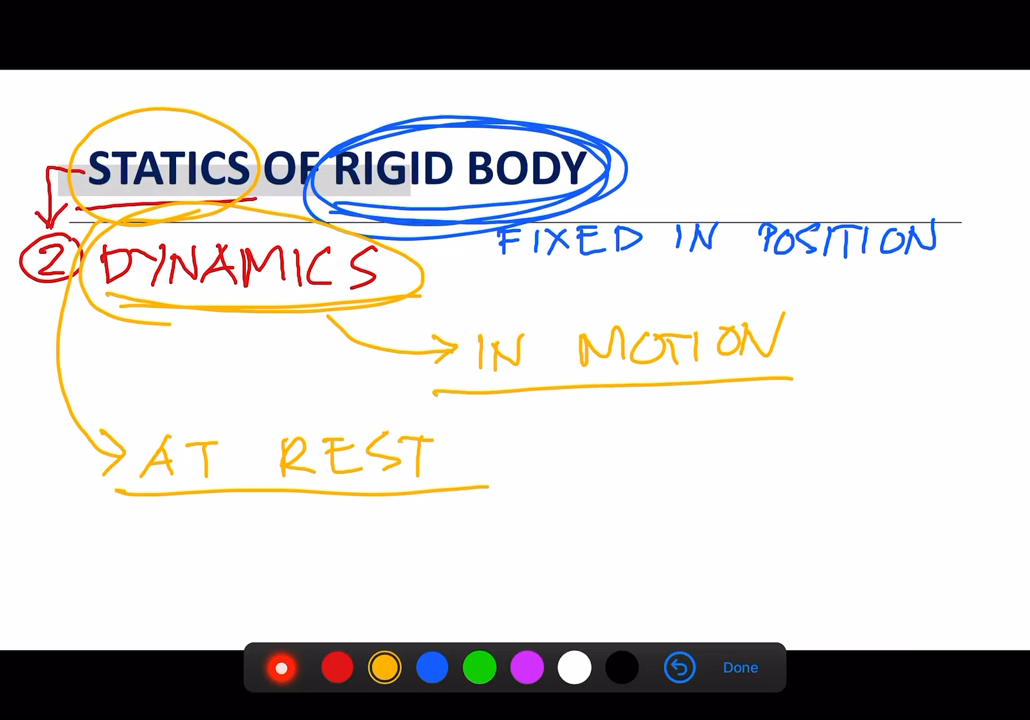 STATICS OF RIGID BODY
FIXED IN POSITION
2 DYNAMICS
IN MOTION
AT REST
Done